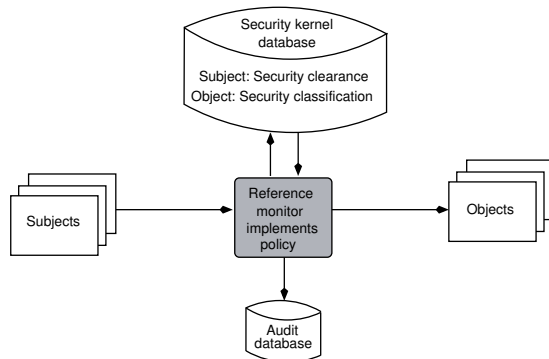 Security kernel
database
Subject: Security clearance
Object: Security classification
Subjects
Reference
monitor
implements
policy
Objects
Audit
database